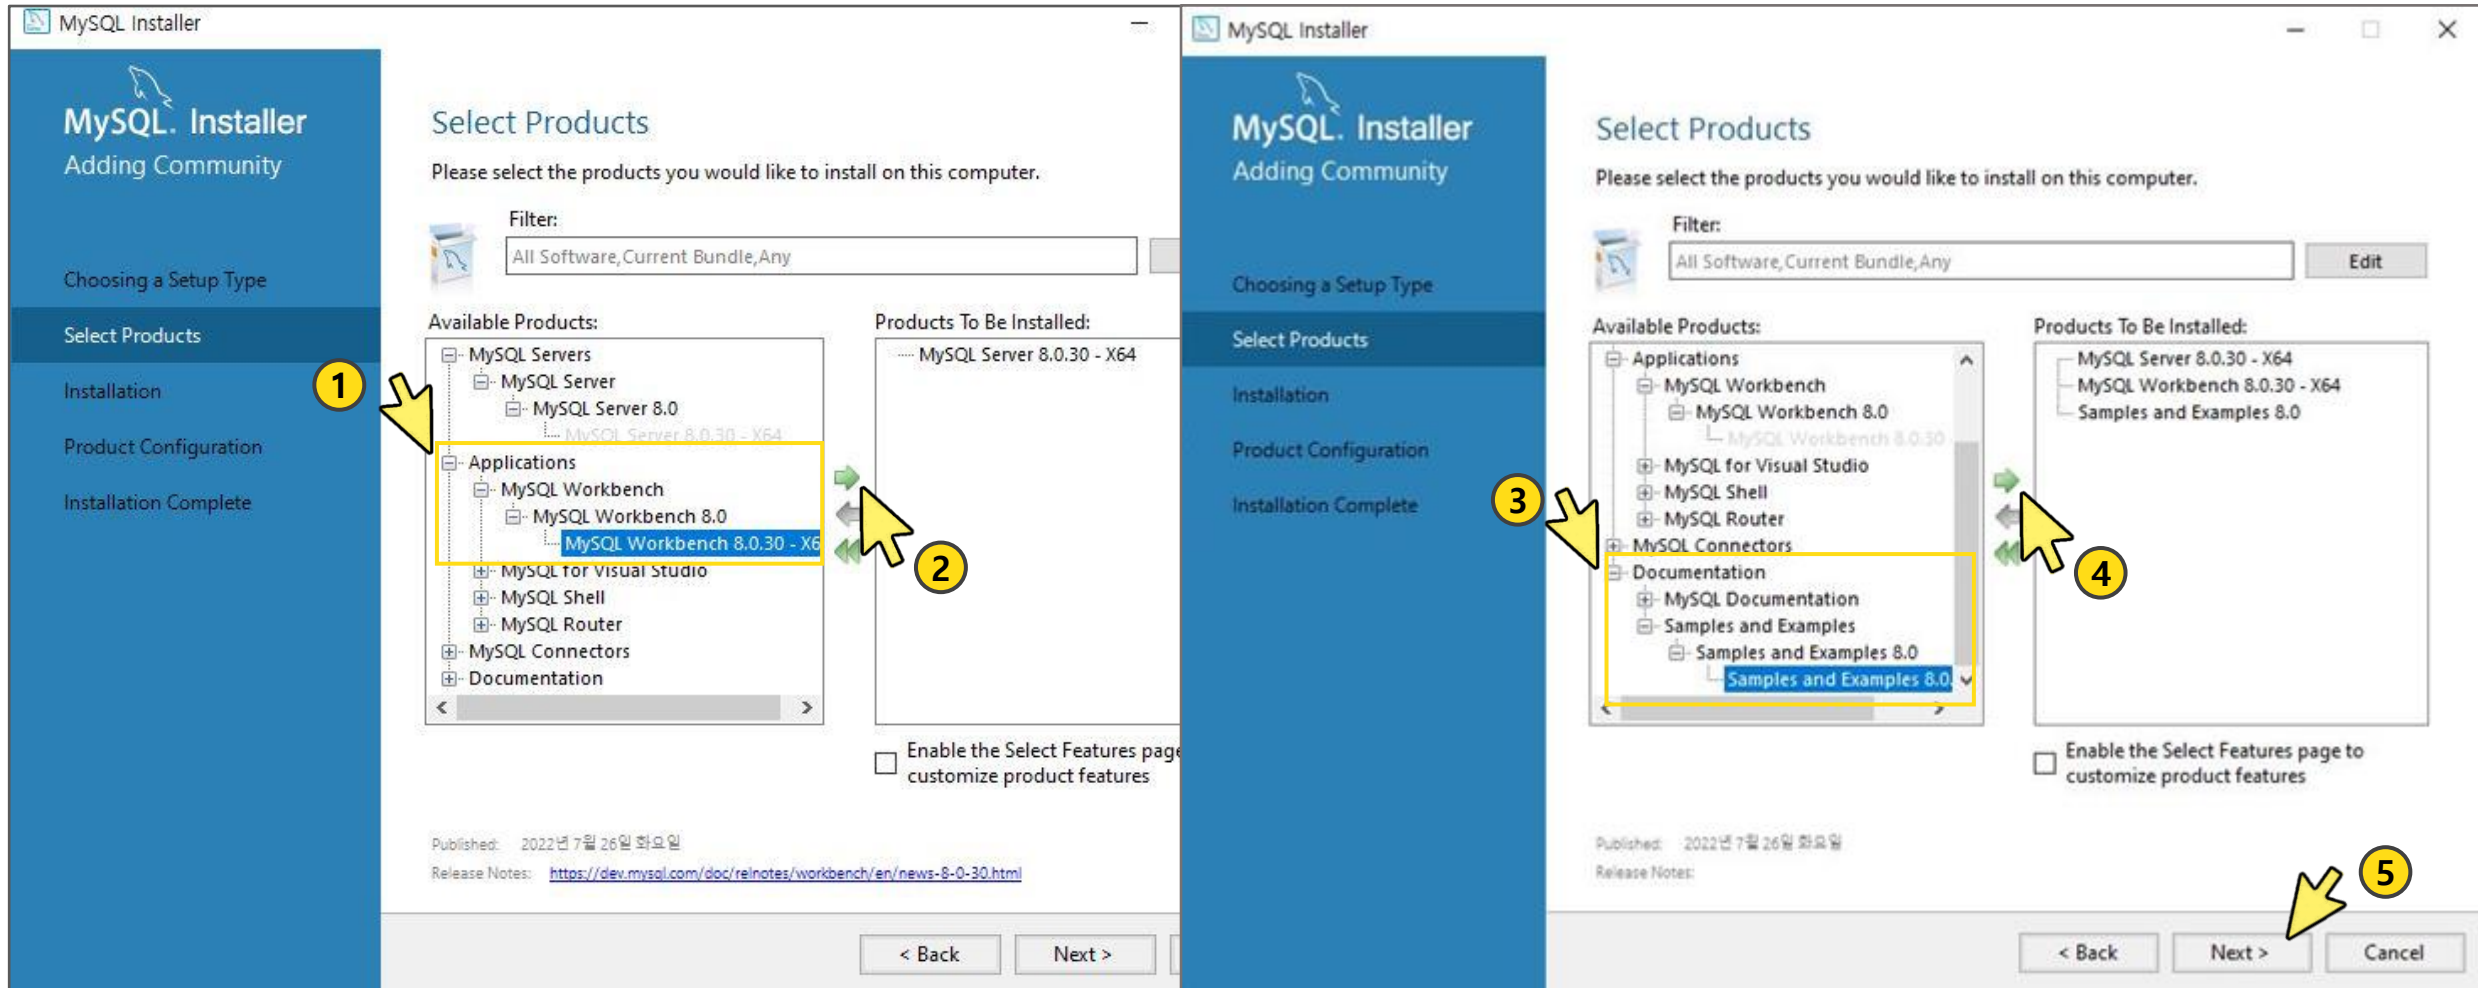 MySQL Installer
MySQL. Installer
Adding Community
Choosing a Setup Type
Select Products
Installation
Product Configuration
Installation Complete
Select Products
Please select the products you would like to install on this computer.
Filter:
All Software,Current Bundle,Any
Available Products:
MySQL Servers
MySQL Server
MySQL Server 8.0
MySQL Server 8.0.30 - X64
Applications
MySQL Workbench
MySQL Workbench 8.0
MySQL Workbench 8.0.30 - X6
MySQL for Visual Studio
MySQL Shell
MySQL Router
MySQL Connectors
Documentation
1
2
Products To Be Installed:
MySQL Server 8.0.30 - X64
Enable the Select Features page
customize product features
Published: 2022년 7월 26일 화요일
Release Notes: https://dev.mysql.com/doc/relnotes/workbench/en/news-8-0-30.html
< Back Next >
MySQL Installer
MySQL. Installer
Adding Community
Choosing a Setup Type
Select Products
Installation
Product Configuration
Installation Complete
Select Products
Please select the products you would like to install on this computer.
Filter:
All Software,Current Bundle,Any
Edit
Available Products:
Applications
MySQL Workbench
MySQL Workbench 8.0
MySQL Workbench 8.0.30
MySQL for Visual Studio
MySQL Shell
MySQL Router
MySQL Connectors
Documentation
MySQL Documentation
Samples and Examples
Samples and Examples 8.0
Samples and Examples 8.0.
3
4
Products To Be Installed:
MySQL Server 8.0.30 - X64
MySQL Workbench 8.0.30 - X64
Samples and Examples 8.0
Enable the Select Features page to
customize product features
Published: 2022년 7월 26일 화요일
Release Notes:
5
< Back Next > Cancel